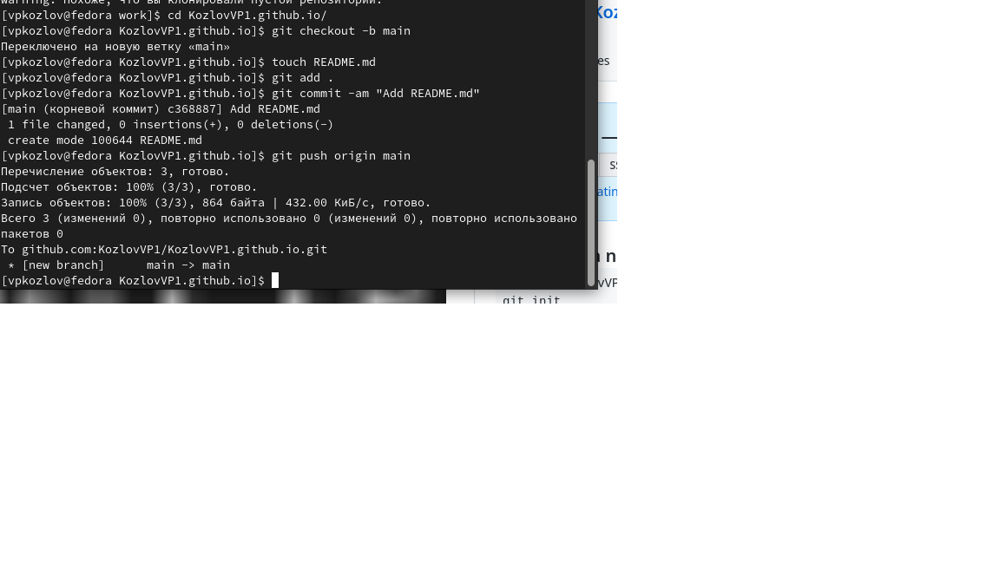 warning: похоже, что вы клонировали пустой репозиторий.
[vpkozlov@fedora work]$ cd KozlovVP1.github.io/
[vpkozlov@fedora KozlovVP1.github.io]$ git checkout -b main
Переключено на новую ветку «main»
[vpkozlov@fedora KozlovVP1.github.io]$ touch README.md
[vpkozlov@fedora KozlovVP1.github.io]$ git add .
[vpkozlov@fedora KozlovVP1.github.io]$ git commit -am "Add README.md"
[main (корневой коммит) c368887] Add README.md
 1 file changed, 0 insertions(+), 0 deletions(-)
 create mode 100644 README.md
[vpkozlov@fedora KozlovVP1.github.io]$ git push origin main
Перечисление объектов: 3, готово.
Подсчет объектов: 100% (3/3), готово.
Запись объектов: 100% (3/3), 864 байта | 432.00 КиБ/с, готово.
Всего 3 (изменений 0), повторно использовано 0 (изменений 0), повторно использовано
пакетов 0
To github.com:KozlovVP1/KozlovVP1.github.io.git
 * [new branch]      main -> main
[vpkozlov@fedora KozlovVP1.github.io]$
git init